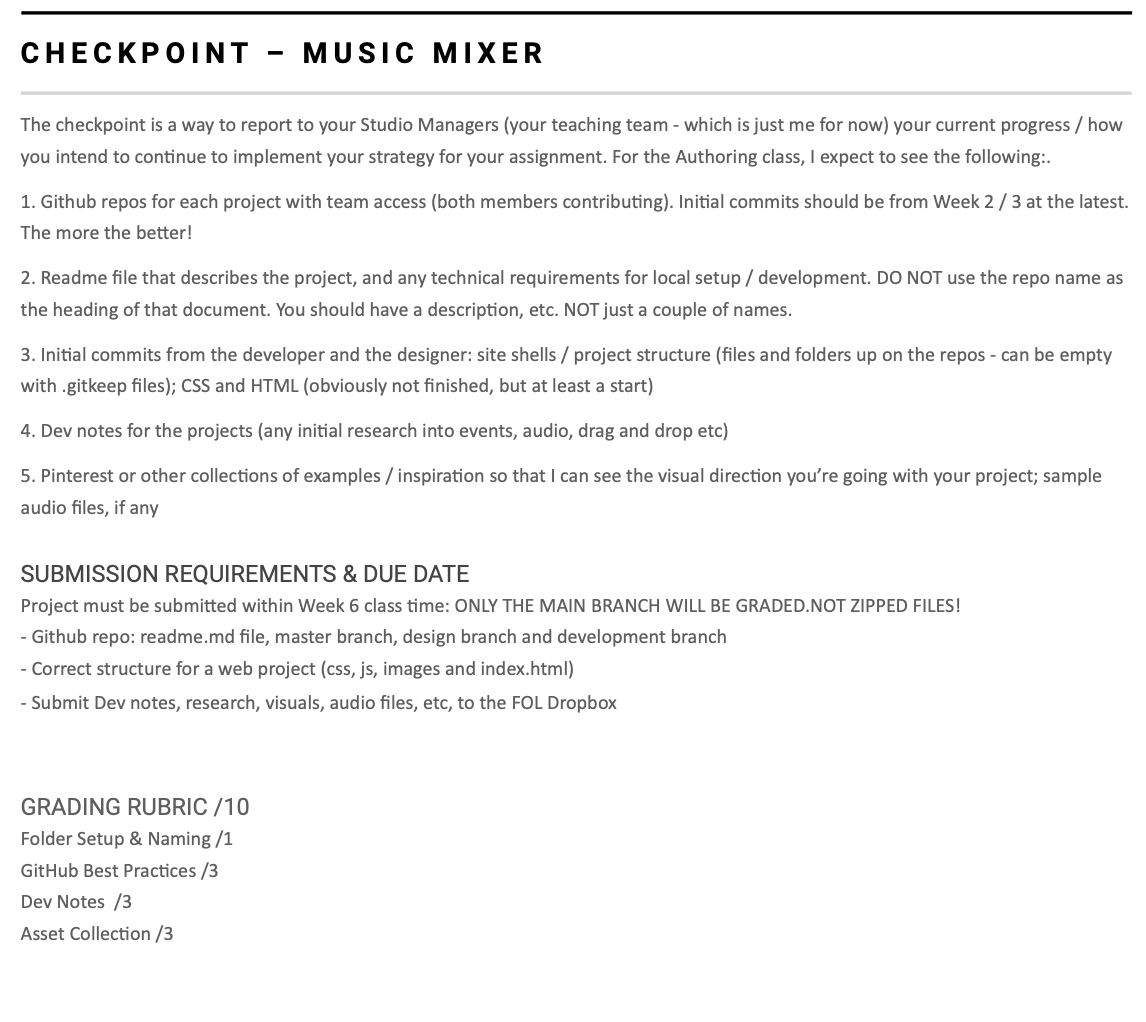 CHECKPOINT – MUSIC MIXER
The checkpoint is a way to report to your Studio Managers (your teaching team - which is just me for now) your current progress / how
you intend to continue to implement your strategy for your assignment. For the Authoring class, I expect to see the following:.
1. Github repos for each project with team access (both members contributing). Initial commits should be from Week 2 / 3 at the latest.
The more the better!
2. Readme file that describes the project, and any technical requirements for local setup / development. DO NOT use the repo name as
the heading of that document. You should have a description, etc. NOT just a couple of names.
3. Initial commits from the developer and the designer: site shells / project structure (files and folders up on the repos - can be empty
with .gitkeep files); CSS and HTML (obviously not finished, but at least a start)
4. Dev notes for the projects (any initial research into events, audio, drag and drop etc)
5. Pinterest or other collections of examples / inspiration so that I can see the visual direction you’re going with your project; sample
audio files, if any
SUBMISSION REQUIREMENTS & DUE DATE
Project must be submitted within Week 6 class time: ONLY THE MAIN BRANCH WILL BE GRADED.NOT ZIPPED FILES!
- Github repo: readme.md file, master branch, design branch and development branch
- Correct structure for a web project (css, js, images and index.html)
- Submit Dev notes, research, visuals, audio files, etc, to the FOL Dropbox
GRADING RUBRIC /10
Folder Setup & Naming /1
GitHub Best Practices /3
Dev Notes  /3
Asset Collection /3